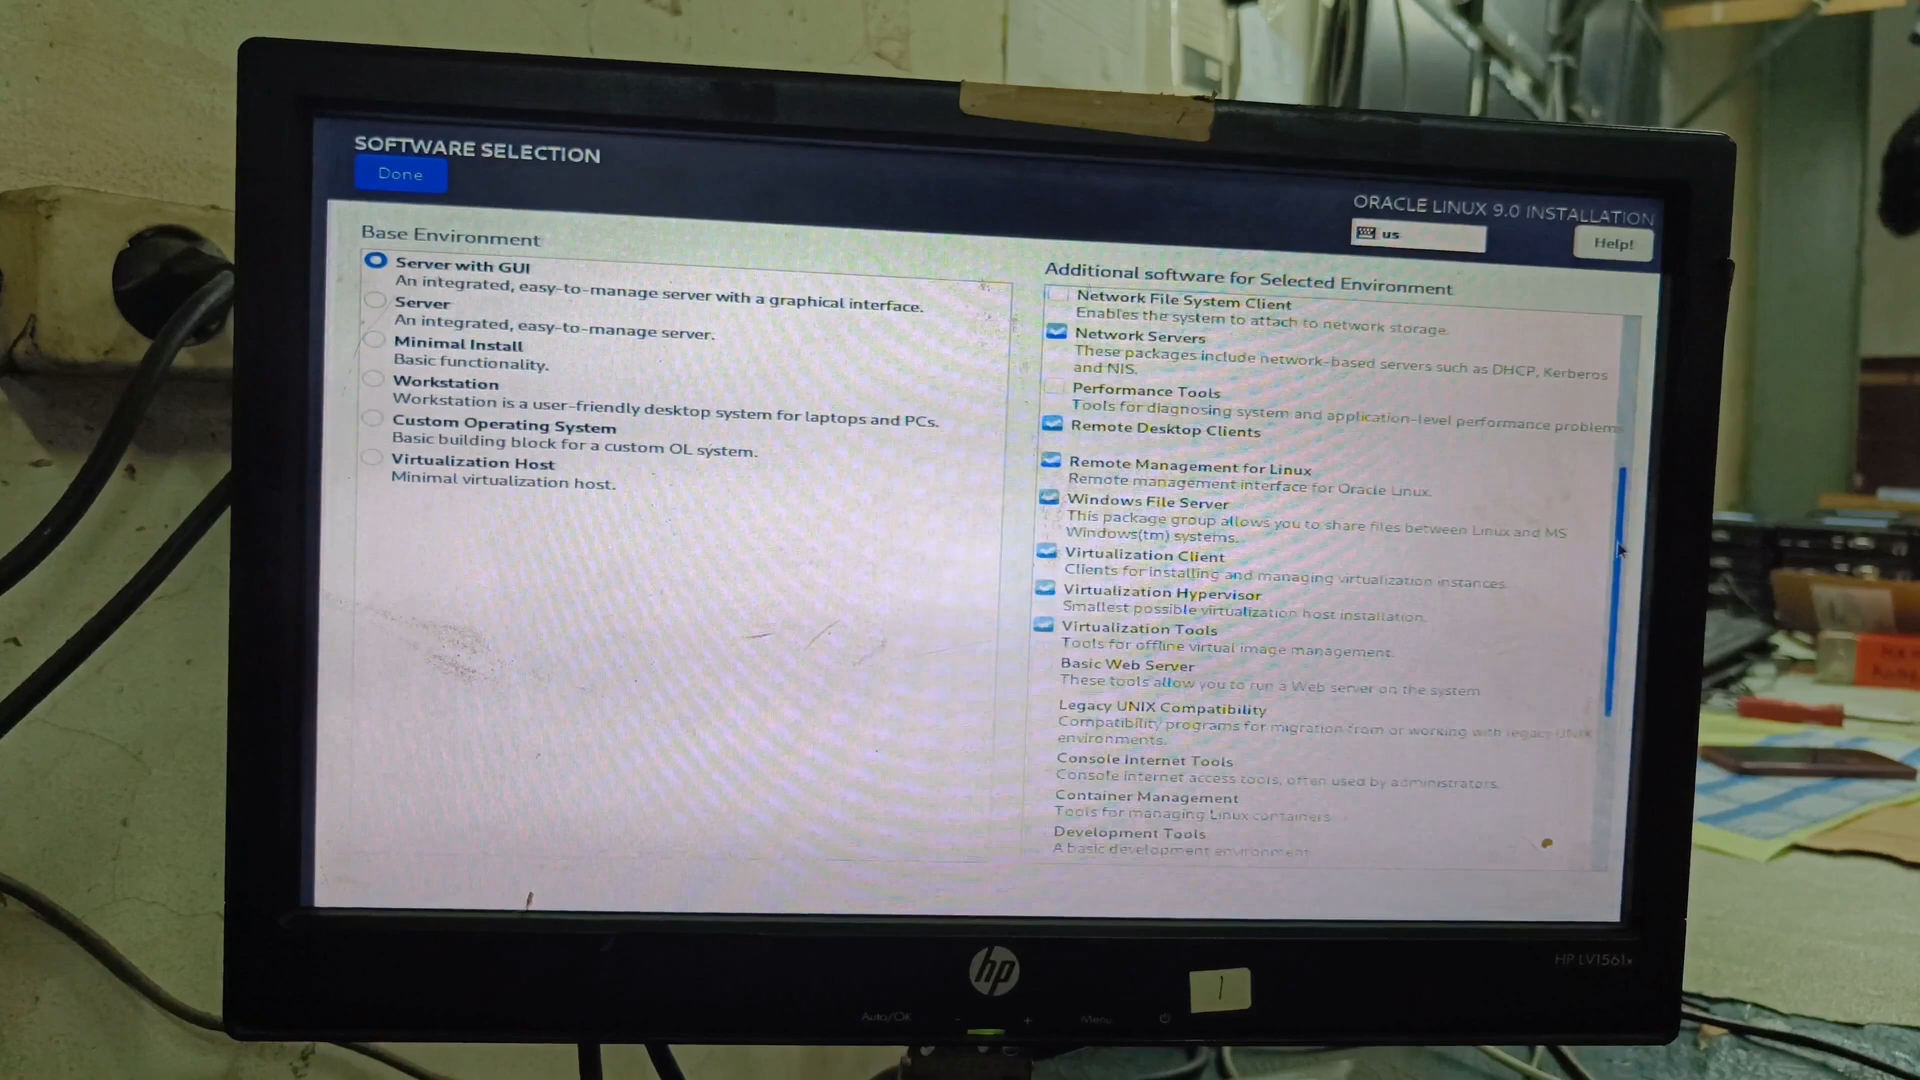 SOFTWARE SELECTION
Done
ORACLE LINUX 9.0 INSTALLATION
us
Help!
Base Environment
Server with GUI
An integrated, easy-to-manage server with a graphical interface.
Server
An integrated, easy-to-manage server.
Minimal Install
Basic functionality.
Workstation
Workstation is a user-friendly desktop system for laptops and PCs.
Custom Operating System
Basic building block for a custom OL system.
Virtualization Host
Minimal virtualization host.
Additional software for Selected Environment
Network File System Client
Enables the system to attach to network storage.
Network Servers
These packages include network-based servers such as DHCP, Kerberos
and NIS.
Performance Tools
Tools for diagnosing system and application-level performance problem
Remote Desktop Clients
Remote Management for Linux
Remote management interface for Oracle Linux.
Windows File Server
This package group allows you to share files between Linux and MS
Windows(tm) systems.
Virtualization Client
Clients for installing and managing virtualization instances.
Virtualization Hypervisor
Smallest possible virtualization host installation.
Virtualization Tools
Tools for offline virtual image management.
Basic Web Server
These tools allow you to run a Web server on the system.
Legacy UNIX Compatibility
Compatibility programs for migration from or working with legacy UNIX
environments.
Console Internet Tools
Console internet access tools, often used by administrators.
Container Management
Tools for managing Linux containers
Development Tools
A basic development environment
hp
HP LV1561x
1
Auto/OK
-
+
Menu